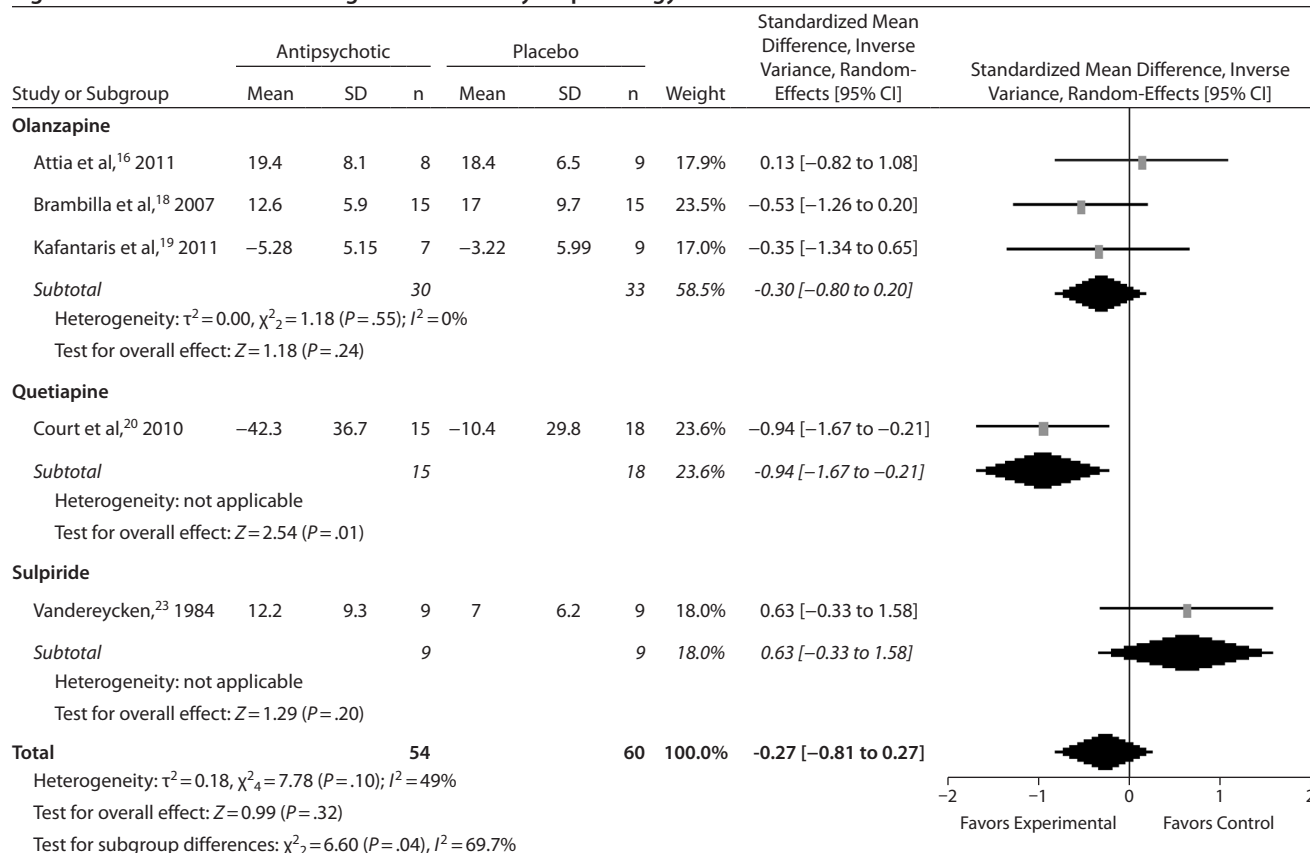 Standardized Mean
Difference, Inverse
Variance, Random-
Effects [95% CI]
Standardized Mean Difference, Inverse
Variance, Random-Effects [95% CI]
Antipsychotic Placebo
Study or Subgroup Mean SD n Mean SD n Weight
Olanzapine
Attia et al,16 2011 19.4 8.1 8 18.4 6.5 9 17.9% 0.13 [−0.82 to 1.08]
Brambilla et al,18 2007 12.6 5.9 15 17 9.7 15 23.5% −0.53 [−1.26 to 0.20]
Kafantaris et al,19 2011 −5.28 5.15 7 −3.22 5.99 9 17.0% −0.35 [−1.34 to 0.65]
Subtotal 30 33 58.5% -0.30 [−0.80 to 0.20]
Heterogeneity: τ² = 0.00, χ²₂ = 1.18 (P = .55); I² = 0%
Test for overall effect: Z = 1.18 (P = .24)
Quetiapine
Court et al,20 2010 −42.3 36.7 15 −10.4 29.8 18 23.6% −0.94 [−1.67 to −0.21]
Subtotal 15 18 23.6% -0.94 [−1.67 to −0.21]
Heterogeneity: not applicable
Test for overall effect: Z = 2.54 (P = .01)
Sulpiride
Vandereycken,23 1984 12.2 9.3 9 7 6.2 9 18.0% 0.63 [−0.33 to 1.58]
Subtotal 9 9 18.0% 0.63 [−0.33 to 1.58]
Heterogeneity: not applicable
Test for overall effect: Z = 1.29 (P = .20)
Total 54 60 100.0% -0.27 [−0.81 to 0.27]
Heterogeneity: τ² = 0.18, χ²₄ = 7.78 (P = .10); I² = 49%
Test for overall effect: Z = 0.99 (P = .32)
Test for subgroup differences: χ²₂ = 6.60 (P = .04), I² = 69.7%
−2 −1 0 1 2
Favors Experimental Favors Control